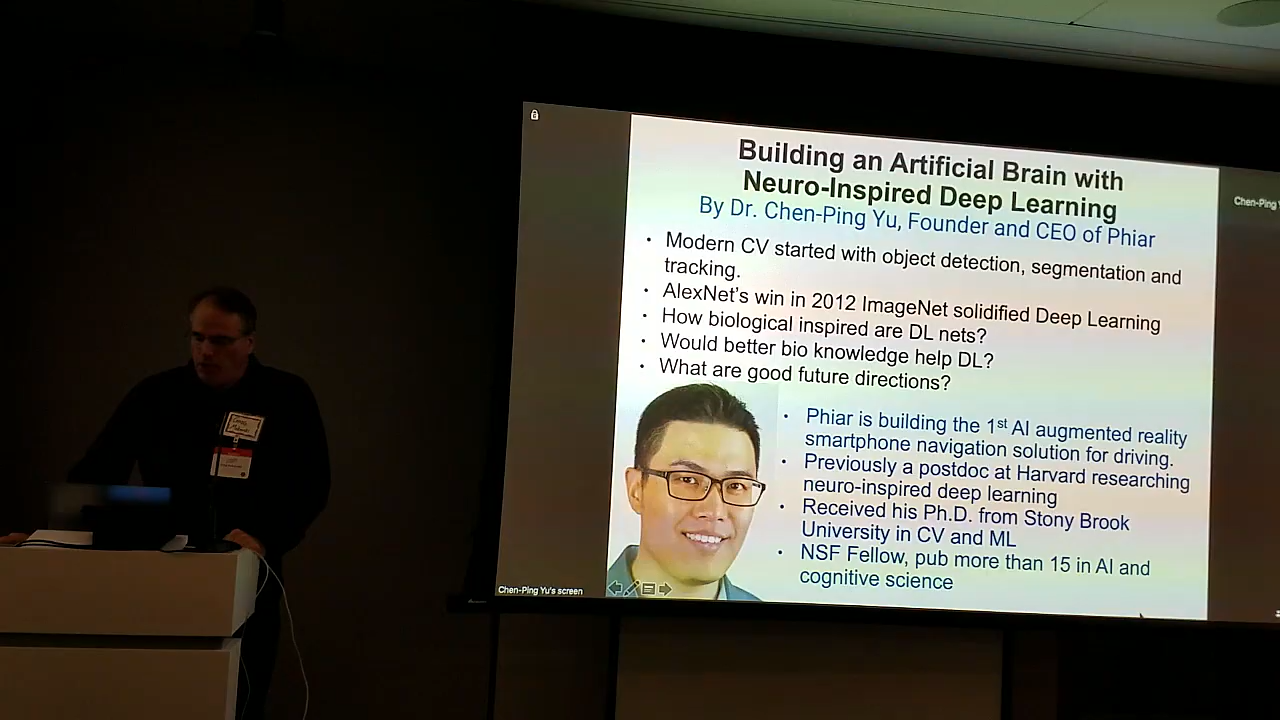 Building an Artificial Brain with
Neuro-Inspired Deep Learning
By Dr. Chen-Ping Yu, Founder and CEO of Phiar
• Modern CV started with object detection, segmentation and
tracking.
• AlexNet's win in 2012 ImageNet solidified Deep Learning
• How biological inspired are DL nets?
• Would better bio knowledge help DL?
• What are good future directions?
• Phiar is building the 1st AI augmented reality
smartphone navigation solution for driving.
• Previously a postdoc at Harvard researching
neuro-inspired deep learning
• Received his Ph.D. from Stony Brook
University in CV and ML
• NSF Fellow, pub more than 15 in AI and
cognitive science
Chen-Ping Yu's screen
Chen-Ping